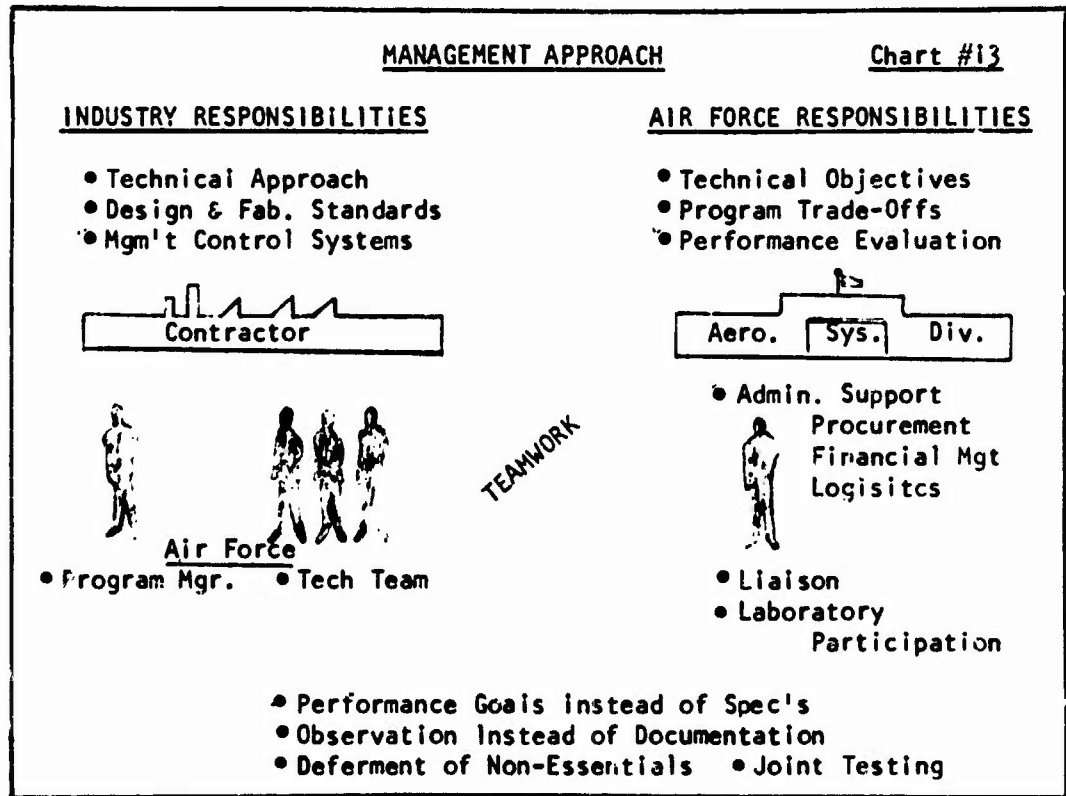 MANAGEMENT APPROACH Chart #13
INDUSTRY RESPONSIBILITIES
• Technical Approach
• Design & Fab. Standards
• Mgm't Control Systems
Contractor
Air Force
• Program Mgr. • Tech Team
TEAMWORK
AIR FORCE RESPONSIBILITIES
• Technical Objectives
• Program Trade-Offs
• Performance Evaluation
Aero. Sys. Div.
• Admin. Support
Procurement
Financial Mgt
Logisitcs
• Liaison
• Laboratory
Participation
• Performance Goals instead of Spec's
• Observation Instead of Documentation
• Deferment of Non-Essentials • Joint Testing